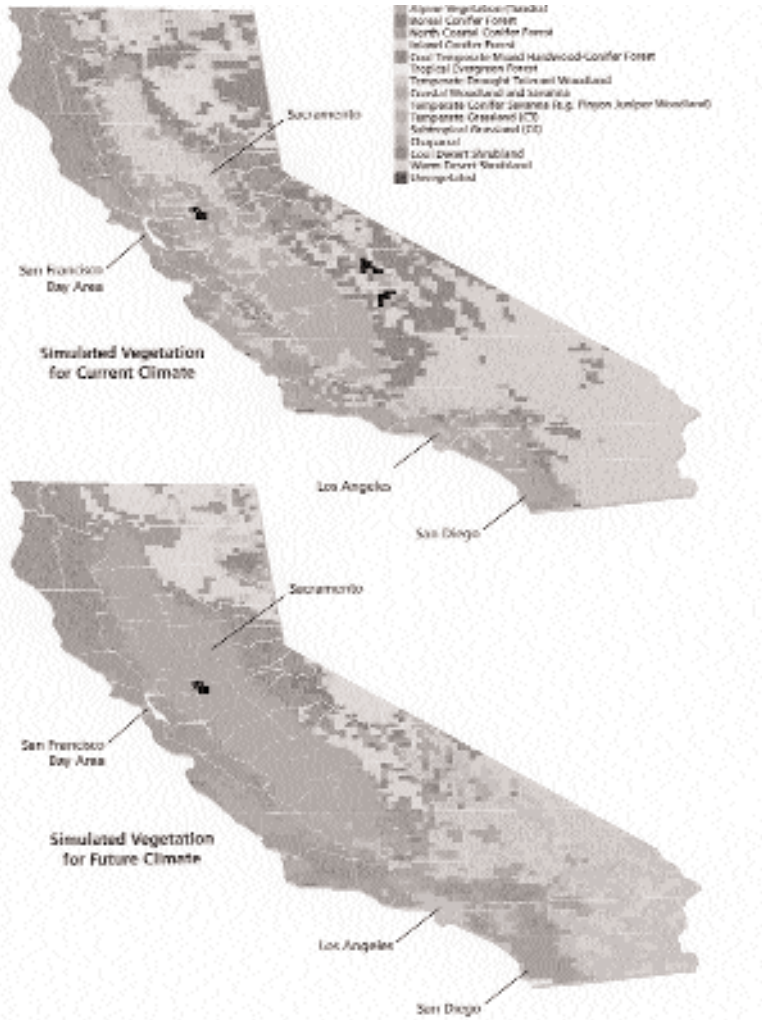 Alpine Vegetation (Tundra)
Boreal Conifer Forest
North Coastal Conifer Forest
Inland Conifer Forest
Cool Temperate Mixed Hardwood-Conifer Forest
Tropical Evergreen Forest
Temperate Drought Tolerant Woodland
Coastal Woodland and Savanna
Temperate Conifer Savanna (e.g. Pinyon Juniper Woodland)
Temperate Grassland (C3)
Subtropical Grassland (C4)
Chaparral
Cool Desert Shrubland
Warm Desert Shrubland
Unvegetated
Sacramento
San Francisco
Bay Area
Simulated Vegetation
for Current Climate
Los Angeles
San Diego
Sacramento
San Francisco
Bay Area
Simulated Vegetation
for Future Climate
Los Angeles
San Diego